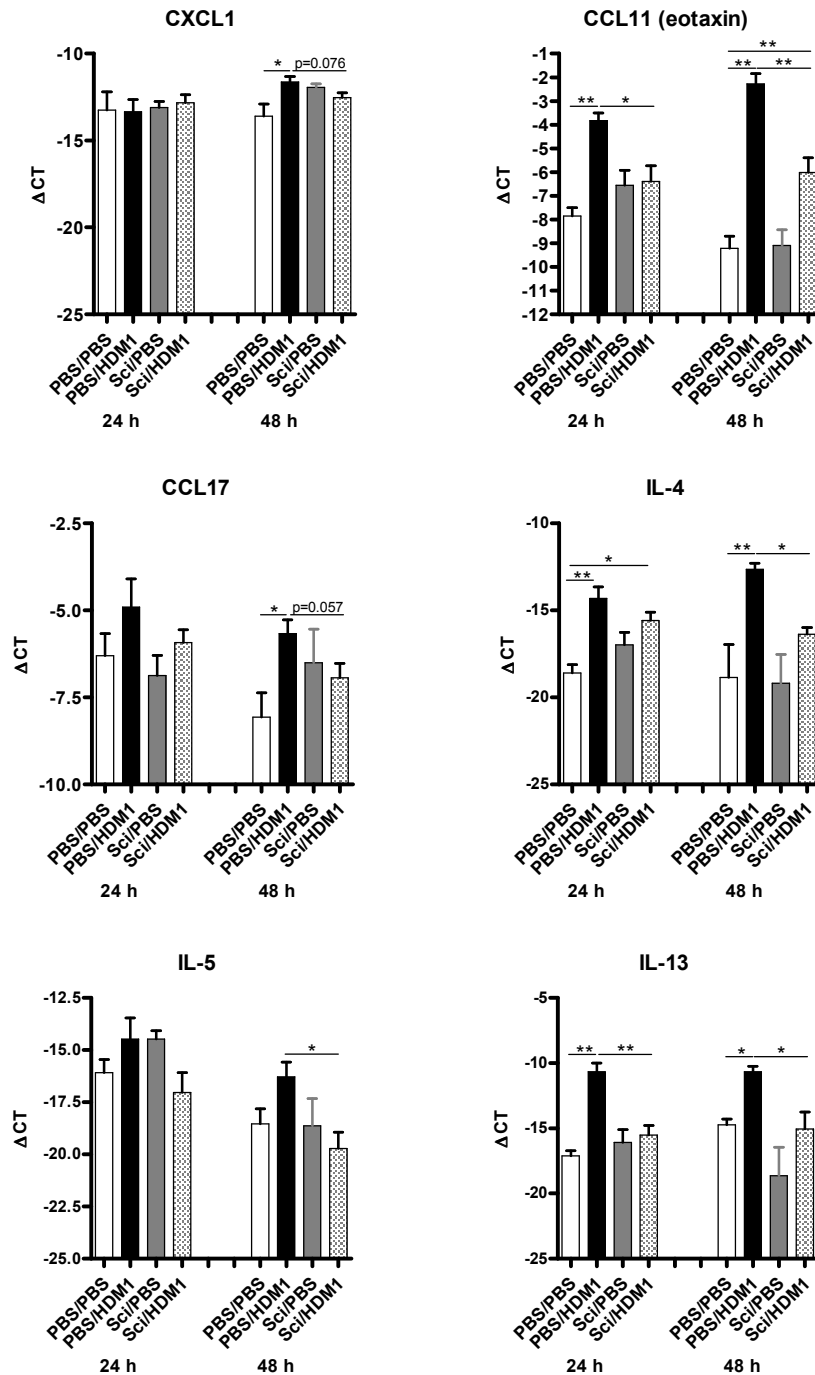 CXCL1
-10
-15
-20
-25
ΔCT
* p=0.076
PBS/PBS
PBS/HDM1
Sci/PBS
Sci/HDM1
PBS/PBS
PBS/HDM1
Sci/PBS
Sci/HDM1
24 h 48 h
CCL11 (eotaxin)
-1
-2
-3
-4
-5
-6
-7
-8
-9
-10
-11
-12
ΔCT
** *
**
** **
PBS/PBS
PBS/HDM1
Sci/PBS
Sci/HDM1
PBS/PBS
PBS/HDM1
Sci/PBS
Sci/HDM1
24 h 48 h
CCL17
-2.5
-5.0
-7.5
-10.0
ΔCT
* p=0.057
PBS/PBS
PBS/HDM1
Sci/PBS
Sci/HDM1
PBS/PBS
PBS/HDM1
Sci/PBS
Sci/HDM1
24 h 48 h
IL-4
-10
-15
-20
-25
ΔCT
*
**
** *
PBS/PBS
PBS/HDM1
Sci/PBS
Sci/HDM1
PBS/PBS
PBS/HDM1
Sci/PBS
Sci/HDM1
24 h 48 h
IL-5
-12.5
-15.0
-17.5
-20.0
-22.5
-25.0
ΔCT
*
PBS/PBS
PBS/HDM1
Sci/PBS
Sci/HDM1
PBS/PBS
PBS/HDM1
Sci/PBS
Sci/HDM1
24 h 48 h
IL-13
-5
-10
-15
-20
-25
ΔCT
** **
* *
PBS/PBS
PBS/HDM1
Sci/PBS
Sci/HDM1
PBS/PBS
PBS/HDM1
Sci/PBS
Sci/HDM1
24 h 48 h